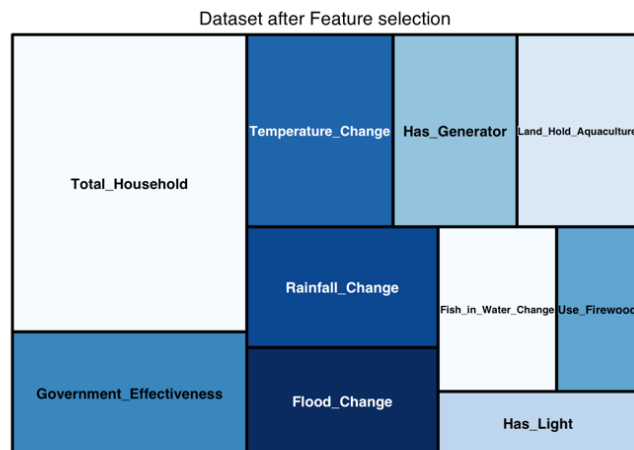 Dataset after Feature selection
Temperature_Change
Has_Generator
Land_Hold_Aquaculture
Total_Household
Rainfall_Change
Fish_in_Water_Change
Use_Firewood
Government_Effectiveness
Flood_Change
Has_Light